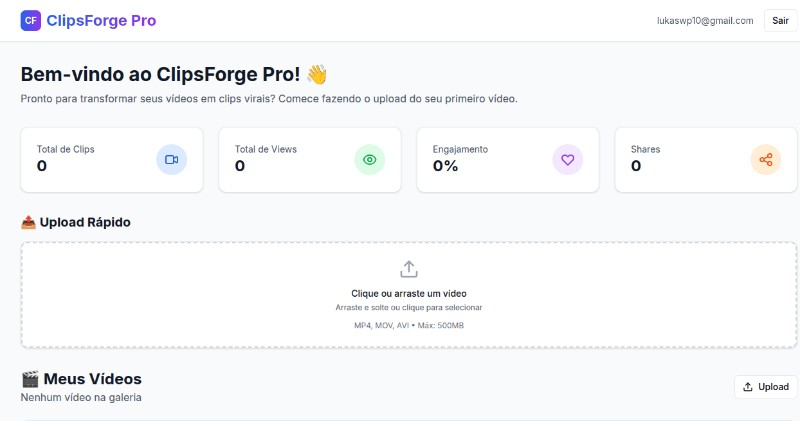 CF ClipsForge Pro
lukaswp10@gmail.com Sair
Bem-vindo ao ClipsForge Pro! 👋
Pronto para transformar seus vídeos em clips virais? Comece fazendo o upload do seu primeiro vídeo.
Total de Clips
0
Total de Views
0
Engajamento
0%
Shares
0
📤 Upload Rápido
Clique ou arraste um vídeo
Arraste e solte ou clique para selecionar
MP4, MOV, AVI • Máx: 500MB
🎬 Meus Vídeos
Nenhum vídeo na galeria
Upload